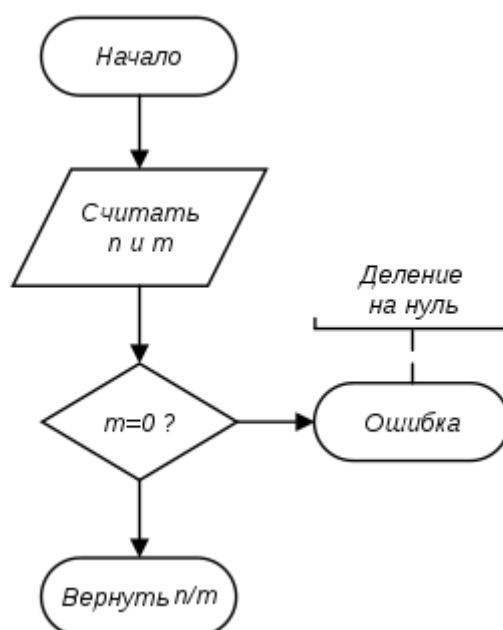 Начало
Считать
n и m
Деление
на нуль
m=0 ?
Ошибка
Вернуть n/m